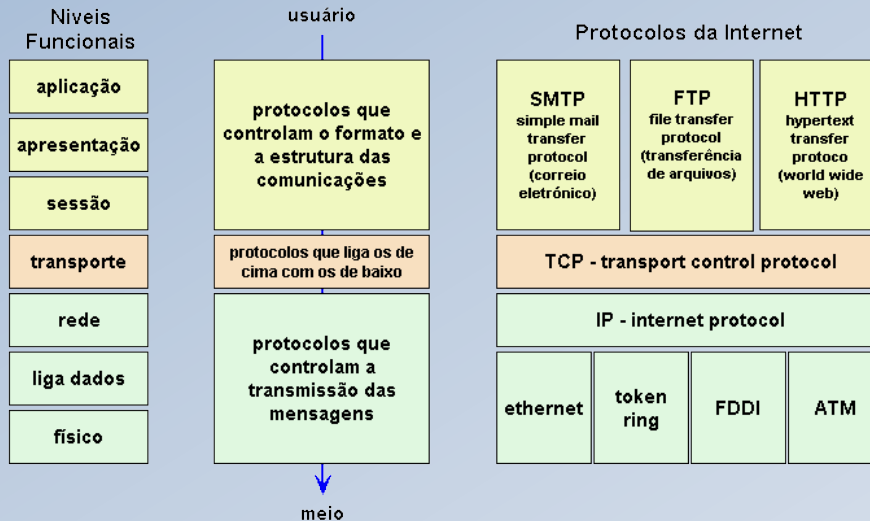 Niveis
Funcionais
aplicação
apresentação
sessão
transporte
rede
liga dados
físico
usuário
protocolos que
controlam o formato e
a estrutura das
comunicações
protocolos que liga os de
cima com os de baixo
protocolos que
controlam a
transmissão das
mensagens
meio
Protocolos da Internet
SMTP
simple mail
transfer
protocol
(correio
eletrónico)
FTP
file transfer
protocol
(transferência
de arquivos)
HTTP
hypertext
transfer
protoco
(world wide
web)
TCP - transport control protocol
IP - internet protocol
ethernet
token
ring
FDDI
ATM